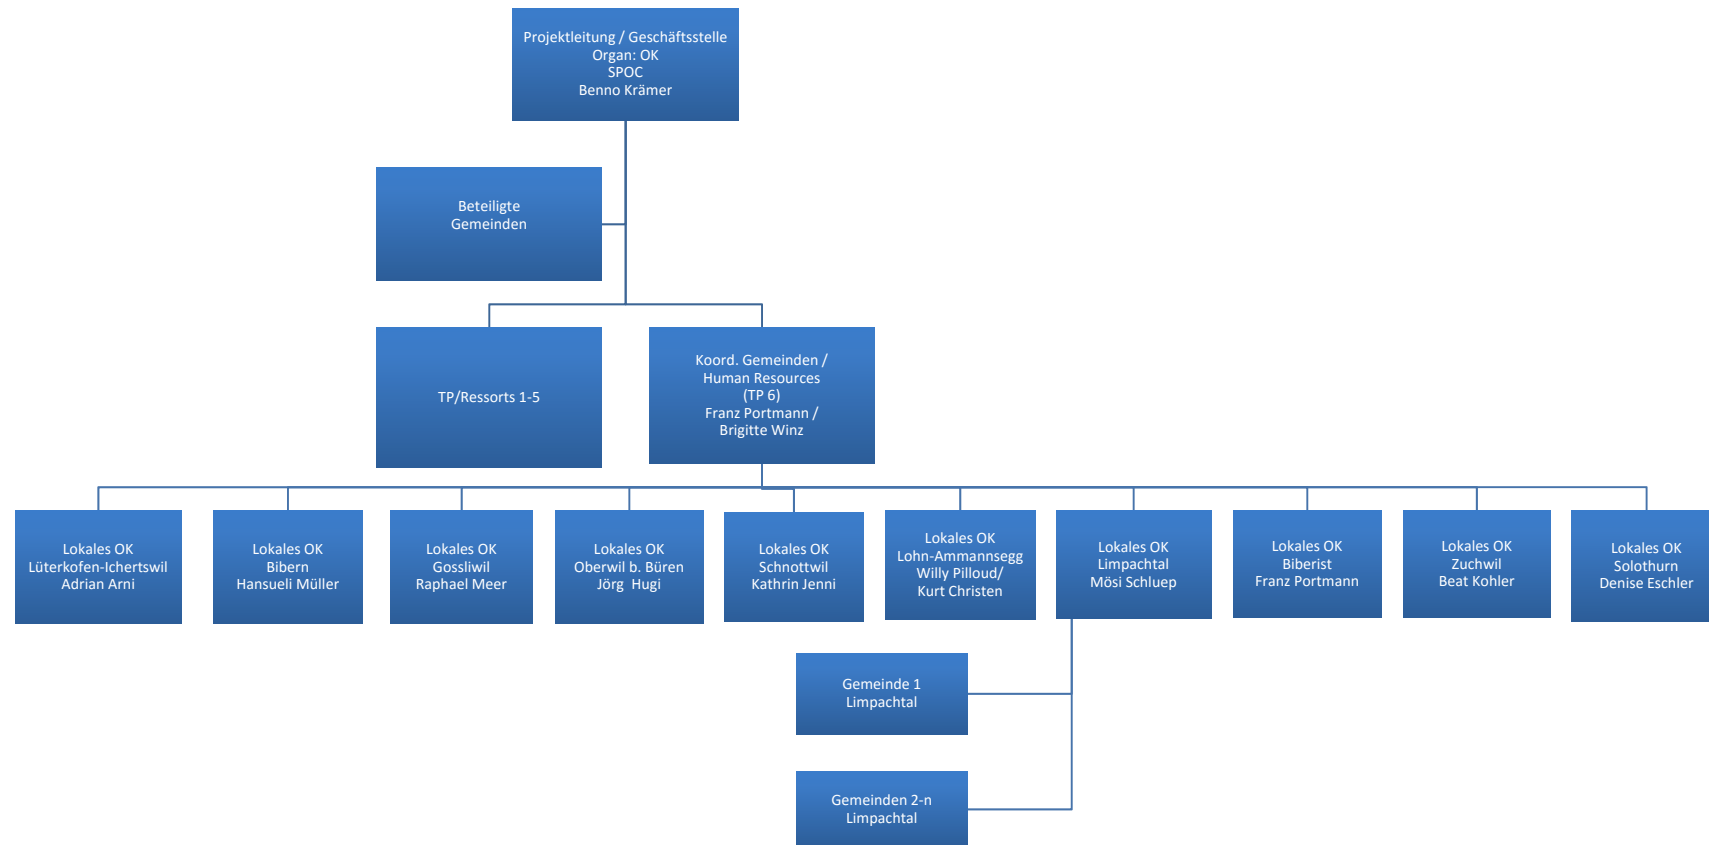 Projektleitung / Geschäftsstelle
Organ: OK
SPOC
Benno Krämer
Beteiligte
Gemeinden
TP/Ressorts 1-5
Koord. Gemeinden /
Human Resources
(TP 6)
Franz Portmann /
Brigitte Winz
Lokales OK
Lüterkofen-Ichertswil
Adrian Arni
Lokales OK
Bibern
Hansueli Müller
Lokales OK
Gossliwil
Raphael Meer
Lokales OK
Oberwil b. Büren
Jörg  Hugi
Lokales OK
Schnottwil
Kathrin Jenni
Lokales OK
Lohn-Ammannsegg
Willy Pilloud/
Kurt Christen
Lokales OK
Limpachtal
Mösi Schluep
Lokales OK
Biberist
Franz Portmann
Lokales OK
Zuchwil
Beat Kohler
Lokales OK
Solothurn
Denise Eschler
Gemeinde 1
Limpachtal
Gemeinden 2-n
Limpachtal